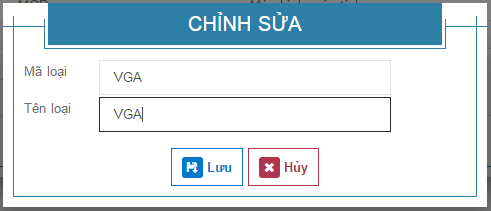 CHỈNH SỬA
Mã loại VGA
Tên loại VGA
Lưu Hủy